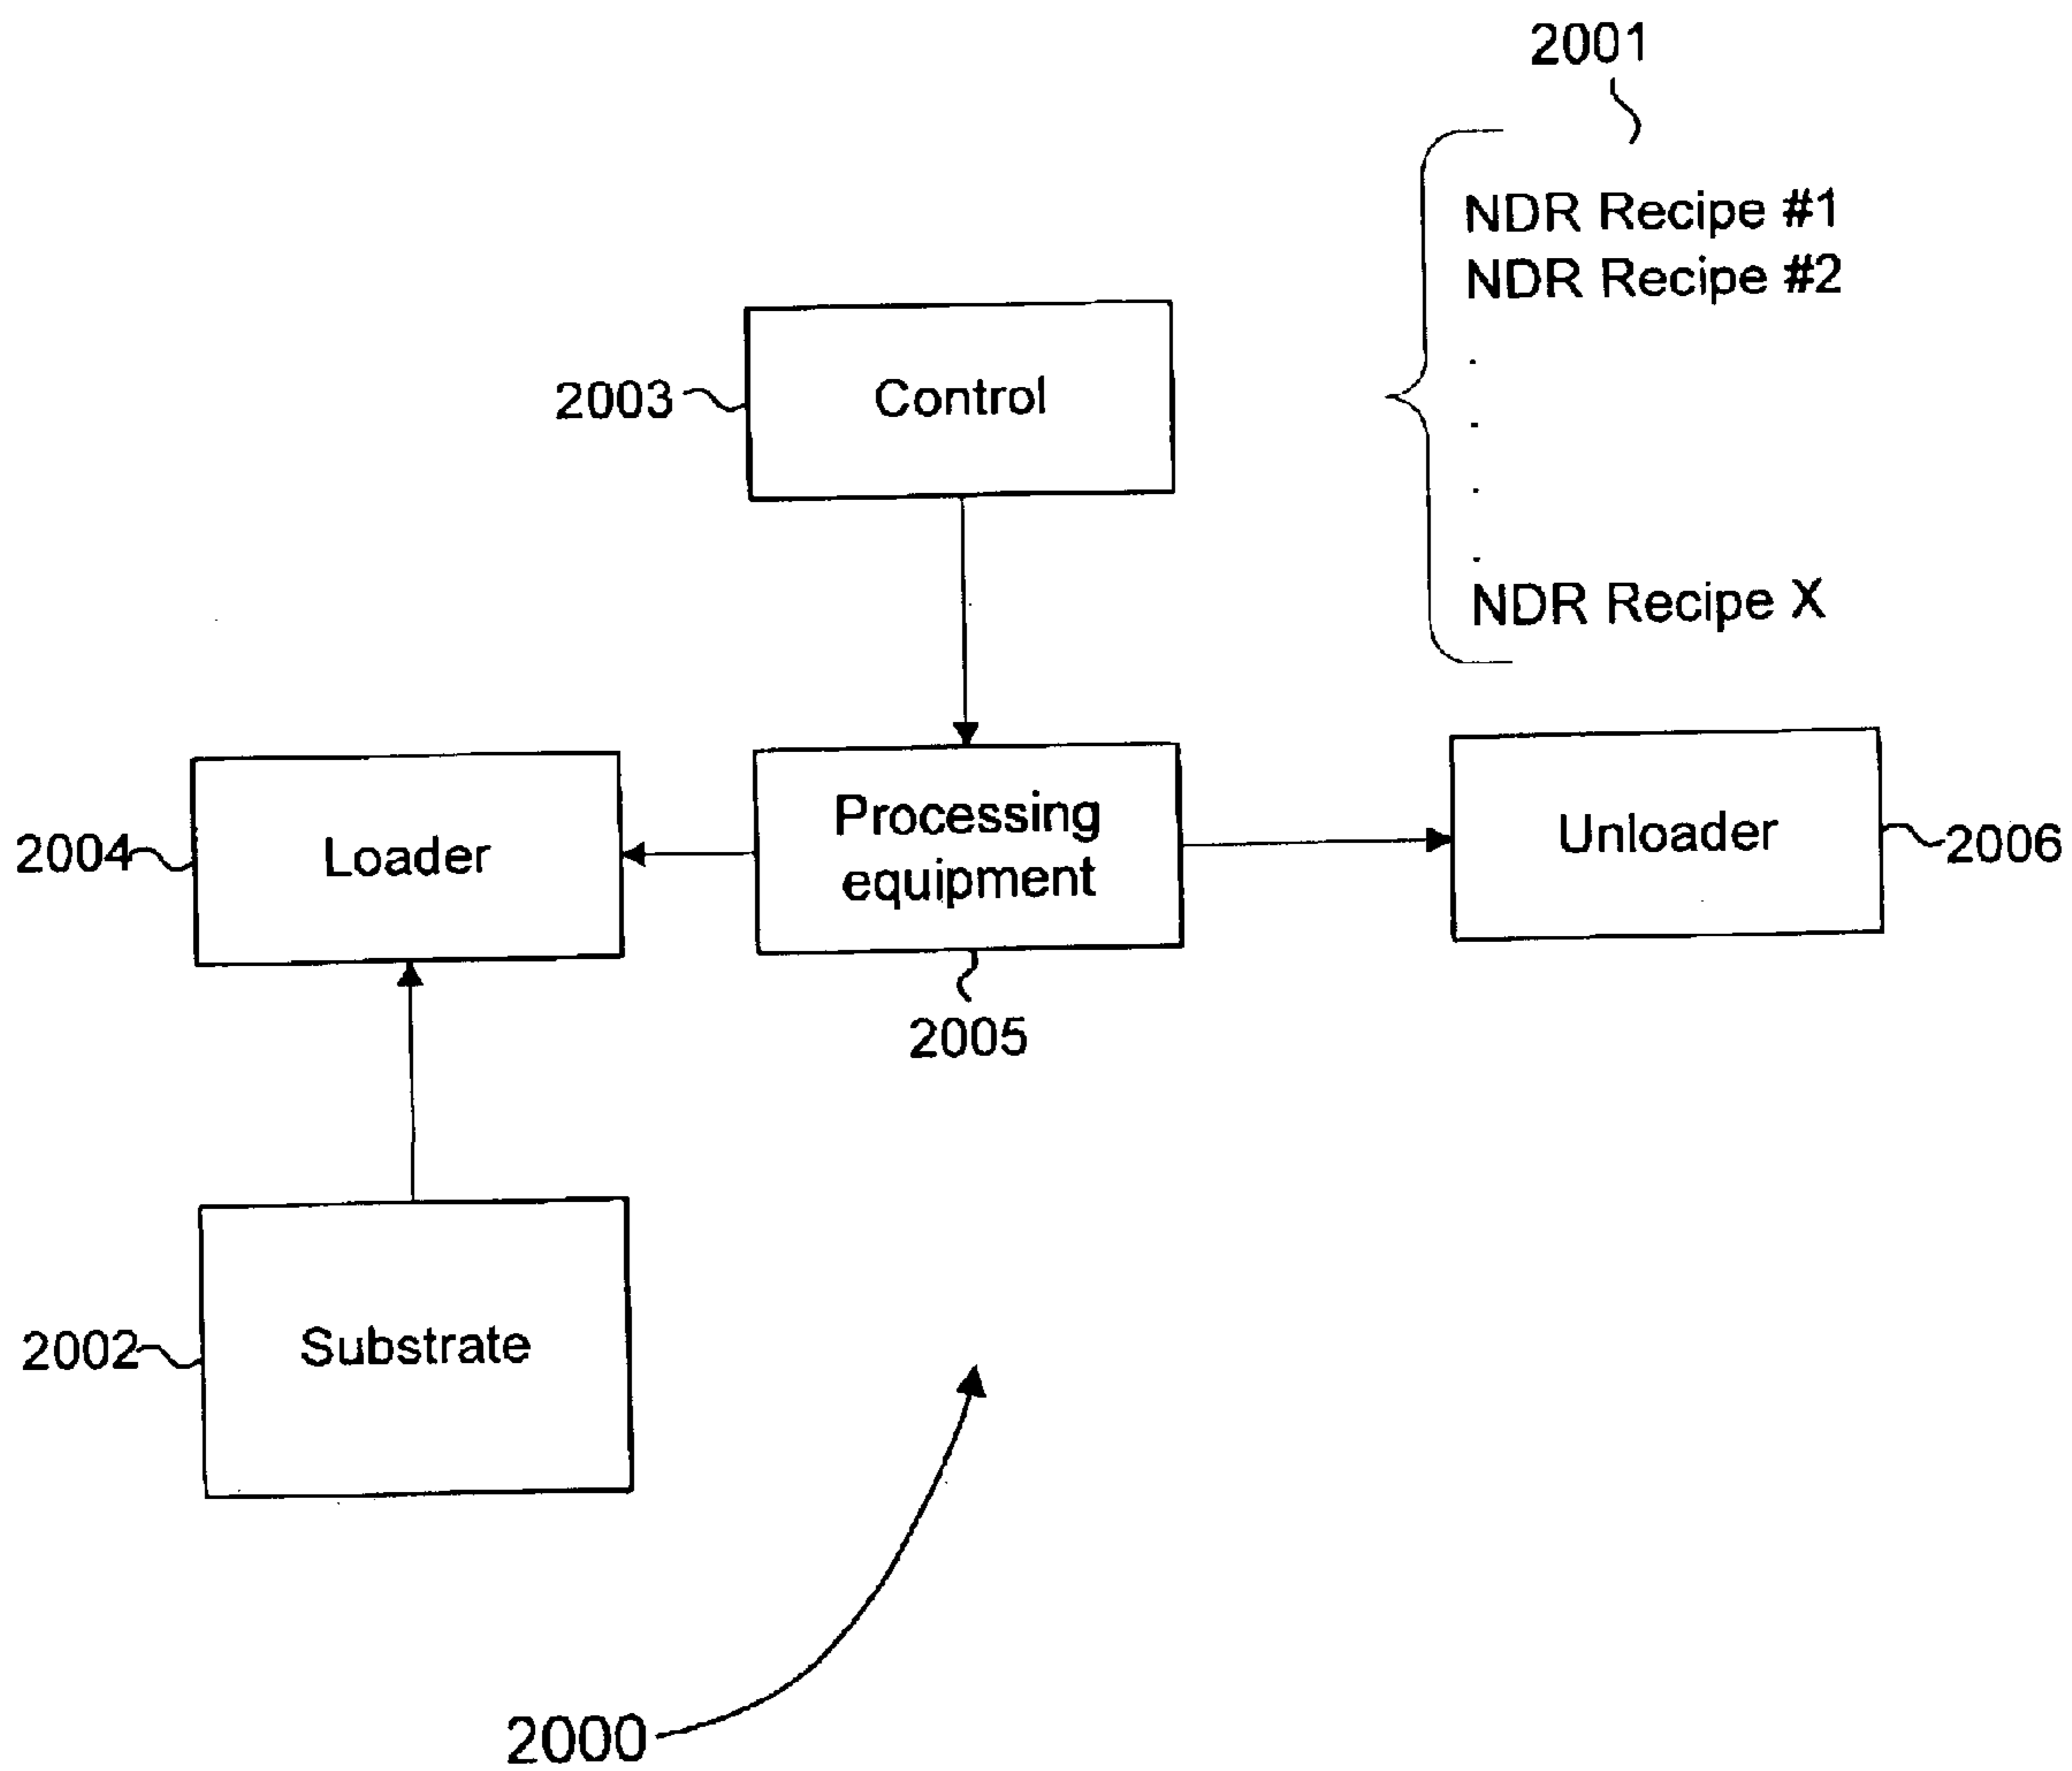 2001
NDR Recipe #1
NDR Recipe #2
.
.
.
.
NDR Recipe X
2003
Control
2004
Loader
Processing
equipment
Unloader
2006
2005
2002
Substrate
2000